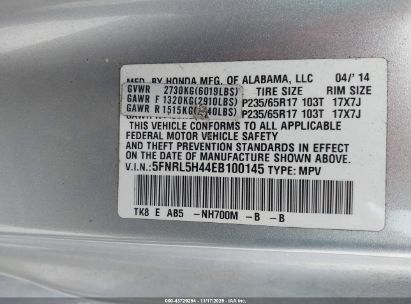 MFD BY HONDA MFG. OF ALABAMA, LLC 04/'14
GVWR 2730KG(6019LBS) TIRE SIZE RIM SIZE
GAWR F 1320KG(2910LBS) P235/65R17 103T 17X7J
GAWR R 1515KG( LBS) P235/65R17 103T 17X7J
THIS VEHICLE CONFORMS TO ALL APPLICABLE
FEDERAL MOTOR VEHICLE SAFETY AND
THEFT PREVENTION STANDARDS IN EFFECT ON
THE DATE OF MANUFACTURE SHOWN ABOVE.
V.I.N.: 5FNRL5H44EB100145 TYPE: MPV
TK8 E AB5 -NH700M -B -B